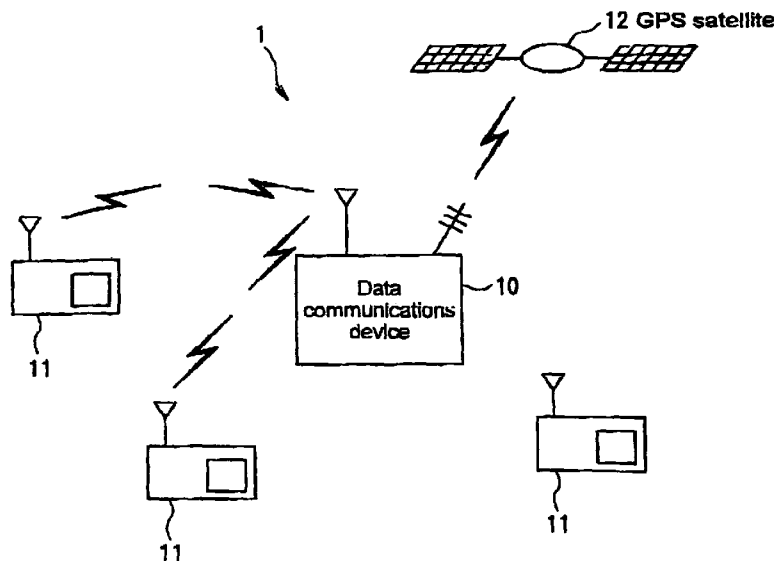 1
12 GPS satellite
Data
communications
device
10
11
11
11